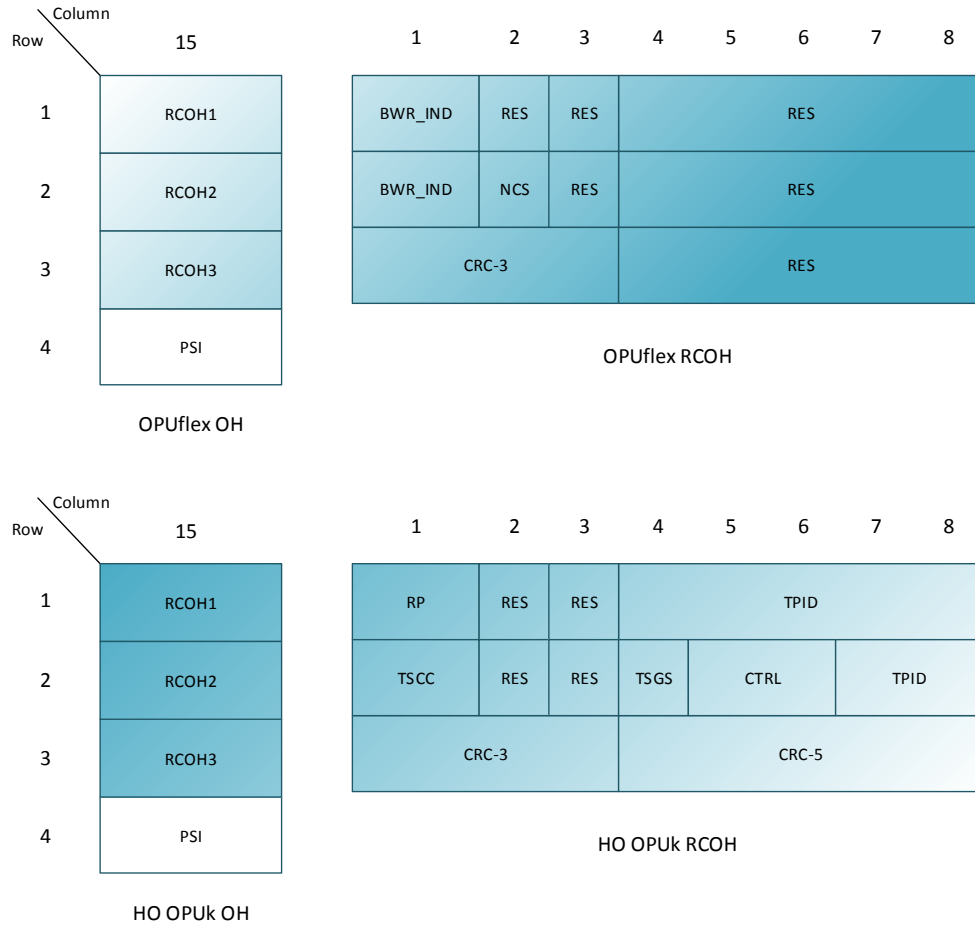 Column
Row 15 1 2 3 4 5 6 7 8
1 RCOH1 BWR_IND RES RES RES
2 RCOH2 BWR_IND NCS RES RES
3 RCOH3 CRC-3 RES
4 PSI
OPUflex RCOH
OPUflex OH
Column
Row 15 1 2 3 4 5 6 7 8
1 RCOH1 RP RES RES TPID
2 RCOH2 TSCC RES RES TSGS CTRL TPID
3 RCOH3 CRC-3 CRC-5
4 PSI
HO OPUk RCOH
HO OPUk OH